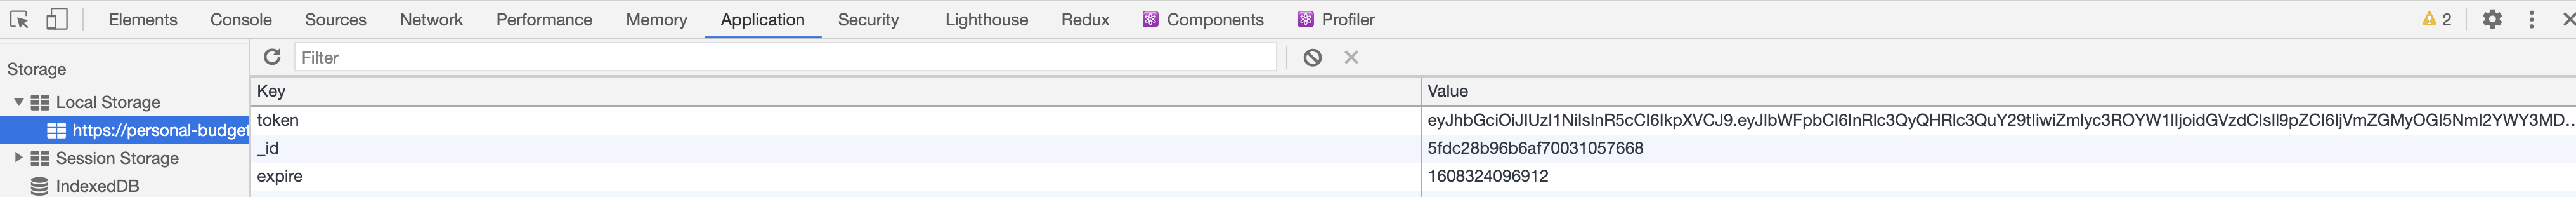 Elements Console Sources Network Performance Memory Application Security Lighthouse Redux Components Profiler 2
Filter
Storage
Key Value
Local Storage
token eyJhbGciOiJIUzI1NiIsInR5cCI6IkpXVCJ9.eyJlbWFpbCI6InRlc3QyQHRlc3QuY29tIiwiZmlyc3ROYW1lIjoidGVzdCIsIl9pZCI6IjVmZGMyOGI5NmI2YWY3MD...
https://personal-budget
_id 5fdc28b96b6af70031057668
Session Storage
expire 1608324096912
IndexedDB